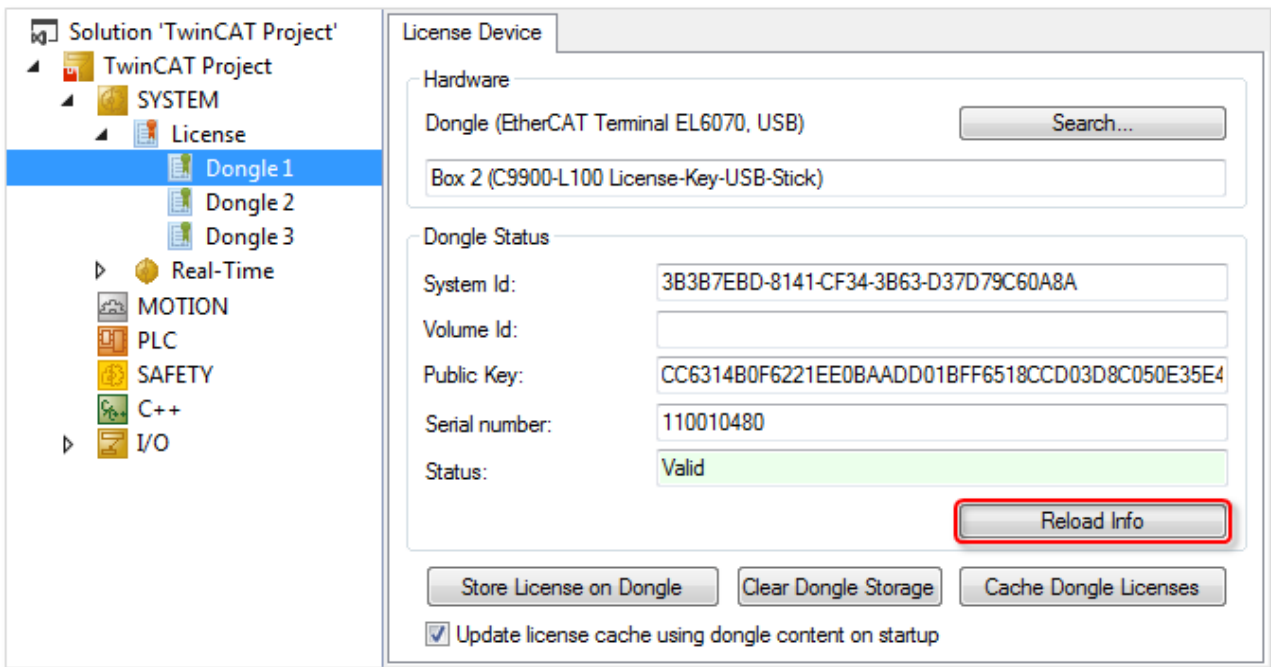 Solution 'TwinCAT Project'
TwinCAT Project
SYSTEM
License
Dongle 1
Dongle 2
Dongle 3
Real-Time
MOTION
PLC
SAFETY
C++
I/O
License Device
Hardware
Dongle (EtherCAT Terminal EL6070, USB)
Search...
Box 2 (C9900-L100 License-Key-USB-Stick)
Dongle Status
System Id: 3B3B7EBD-8141-CF34-3B63-D37D79C60A8A
Volume Id:
Public Key: CC6314B0F6221EE0BAADD01BFF6518CCD03D8C050E35E4
Serial number: 110010480
Status: Valid
Reload Info
Store License on Dongle Clear Dongle Storage Cache Dongle Licenses
Update license cache using dongle content on startup